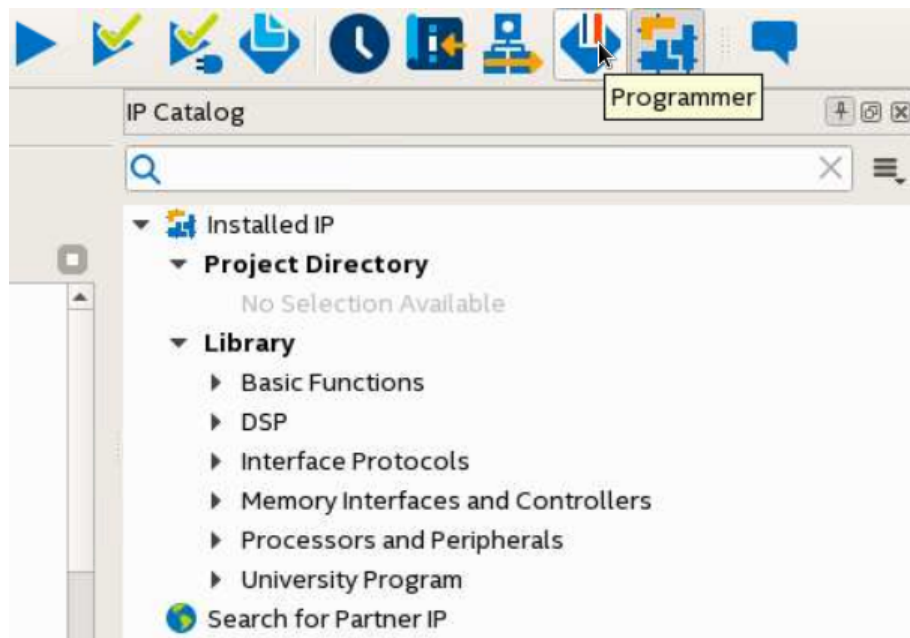 Programmer
IP Catalog
Installed IP
Project Directory
No Selection Available
Library
Basic Functions
DSP
Interface Protocols
Memory Interfaces and Controllers
Processors and Peripherals
University Program
Search for Partner IP